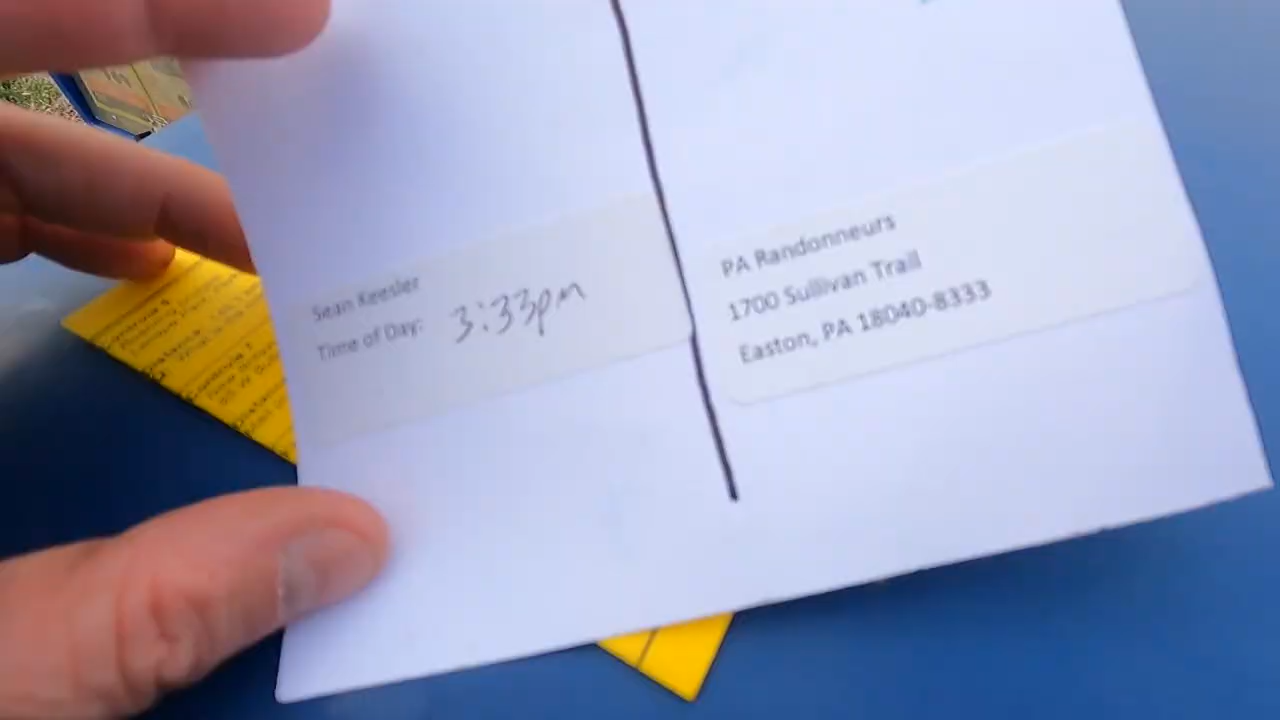 Sean Keesler
Time of Day: 3:33pm
PA Randonneurs
1700 Sullivan Trail
Easton, PA 18040-8333